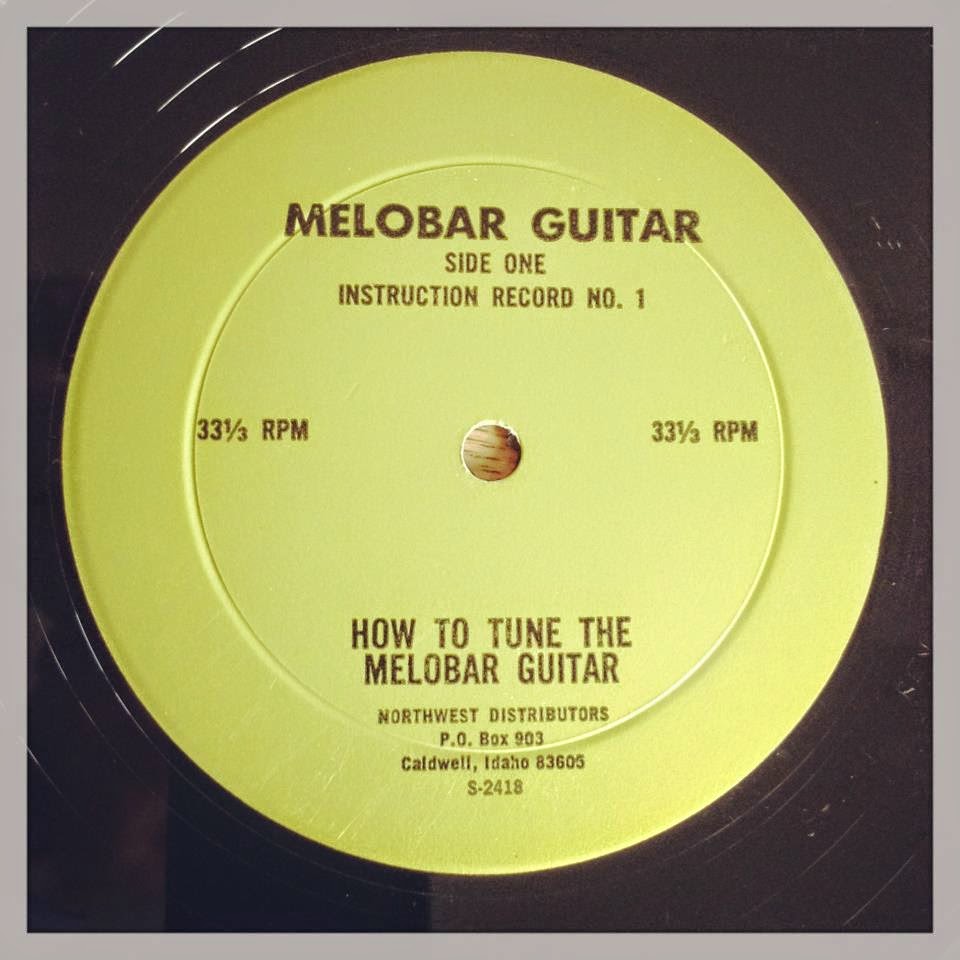 MELOBAR GUITAR
SIDE ONE
INSTRUCTION RECORD NO. 1
33⅓ RPM
33⅓ RPM
HOW TO TUNE THE
MELOBAR GUITAR
NORTHWEST DISTRIBUTORS
P.O. Box 903
Caldwell, Idaho 83605
S-2418